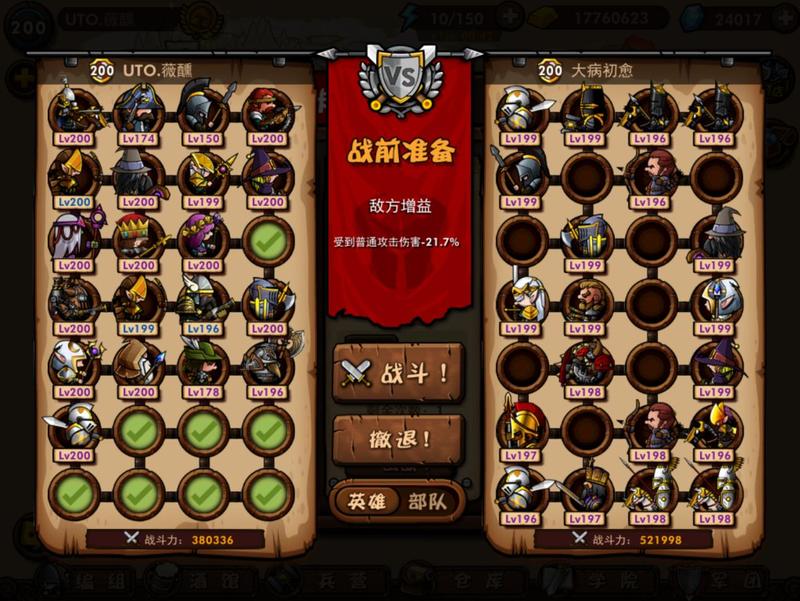 200 UTO.薇醺 10/150 17760623 24017
200 UTO.薇醺
VS
200 大病初愈
战前准备
敌方增益
受到普通攻击伤害-21.7%
Lv200 Lv174 Lv150 Lv200
Lv200 Lv200 Lv199 Lv200
Lv200 Lv200 Lv200
Lv200 Lv199 Lv196 Lv200
Lv200 Lv200 Lv178 Lv196
Lv200
战斗力: 380336
战斗!
撤退!
英雄 部队
Lv199 Lv199 Lv196 Lv196
Lv199 Lv196
Lv199 Lv199
Lv199 Lv199 Lv199
Lv198 Lv199
Lv197 Lv198 Lv196
Lv196 Lv197 Lv198 Lv198
战斗力: 521998
编组 酒馆 兵营 仓库 学院 军团